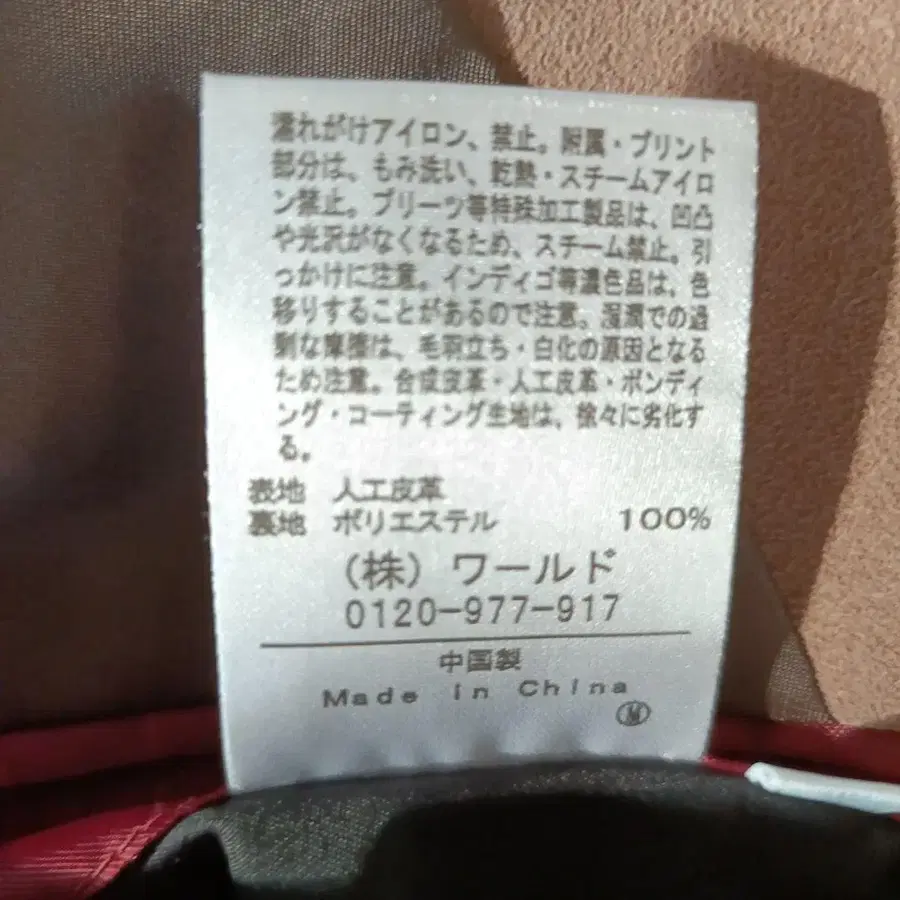 濡れがけアイロン、禁止。附属・プリント
部分は、もみ洗い、乾熱・スチームアイロ
ン禁止。プリーツ等特殊加工製品は、凹凸
や光沢がなくなるため、スチーム禁止。引
っかけに注意。インディゴ等濃色品は、色
移りすることがあるので注意。湿潤での過
剰な摩擦は、毛羽立ち・白化の原因となる
ため注意。合成皮革・人工皮革・ボンディ
ング・コーティング生地は、徐々に劣化す
る。
表地 人工皮革
裏地 ポリエステル 100%
(株) ワールド
0120-977-917
中国製
Made in China
M